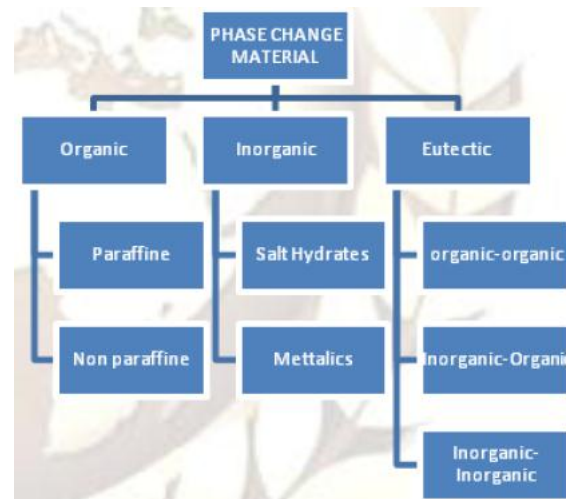 PHASE CHANGE
MATERIAL
Organic
Inorganic
Eutectic
Paraffine
Salt Hydrates
organic-organic
Non paraffine
Mettalics
Inorganic-Organi
Inorganic-
Inorganic